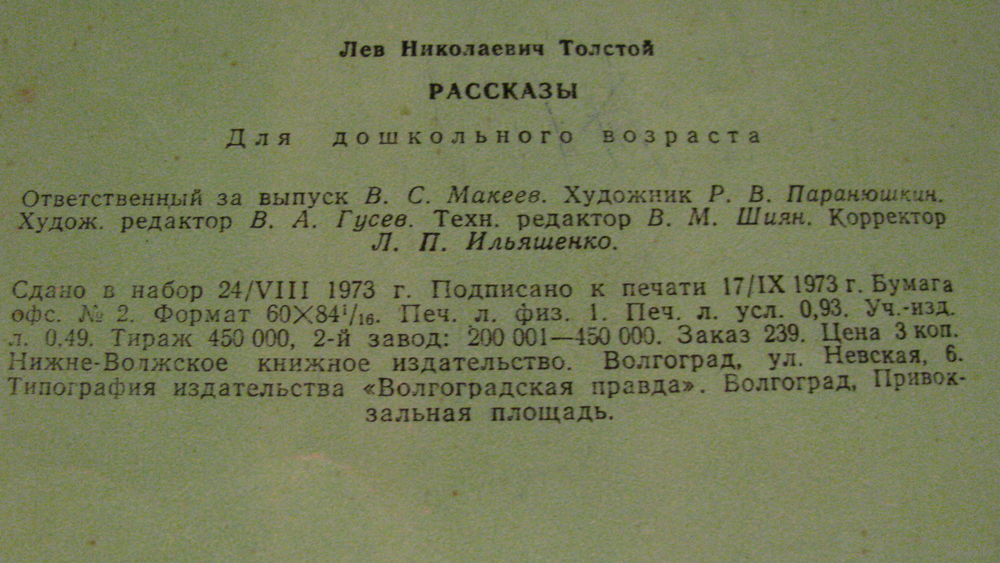 Лев Николаевич Толстой
РАССКАЗЫ
Для дошкольного возраста
Ответственный за выпуск В. С. Макеев. Художник Р. В. Паранюшкин.
Худож. редактор В. А. Гусев. Техн. редактор В. М. Шиян. Корректор
Л. П. Ильяшенко.
Сдано в набор 24/VIII 1973 г. Подписано к печати 17/IX 1973 г. Бумага
офс. № 2. Формат 60×84¹/₁₆. Печ. л. физ. 1. Печ. л. усл. 0,93. Уч.-изд.
л. 0,49. Тираж 450 000, 2-й завод: 200 001—450 000. Заказ 239. Цена 3 коп.
Нижне-Волжское книжное издательство. Волгоград, ул. Невская, 6.
Типография издательства «Волгоградская правда». Волгоград, Привок-
зальная площадь.